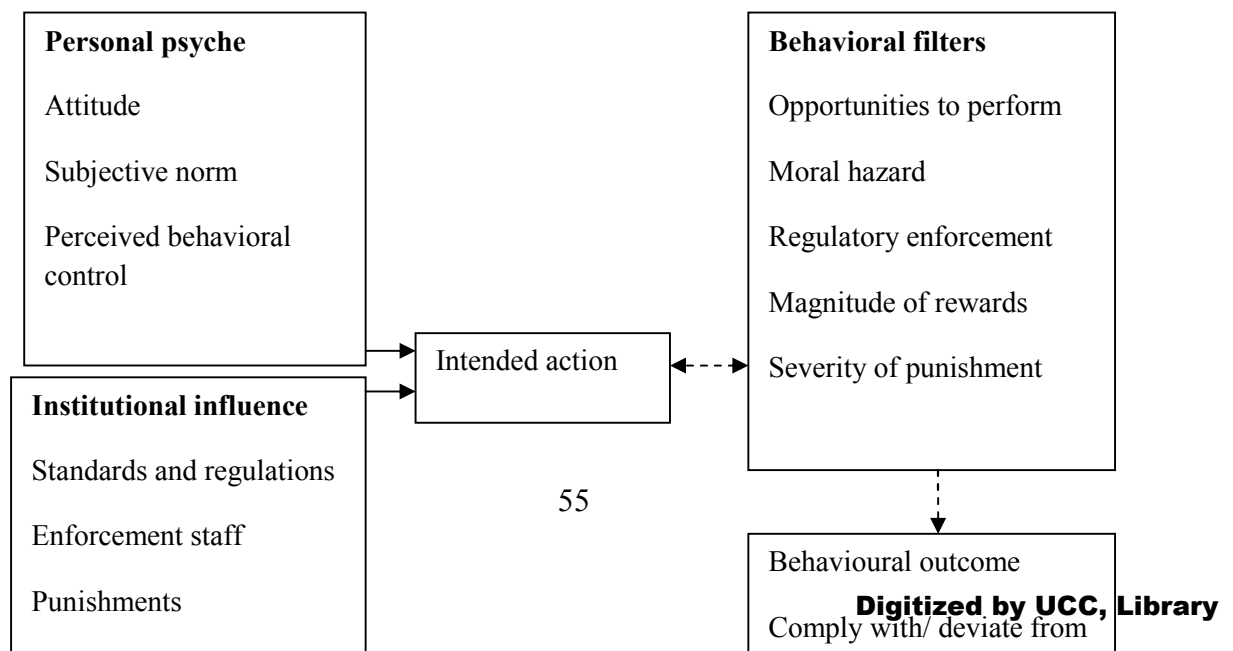 Personal psyche
Attitude
Subjective norm
Perceived behavioral
control
Institutional influence
Standards and regulations
Enforcement staff
Punishments
Intended action
Behavioral filters
Opportunities to perform
Moral hazard
Regulatory enforcement
Magnitude of rewards
Severity of punishment
Behavioural outcome
Comply with/ deviate from
55
Digitized by UCC, Library